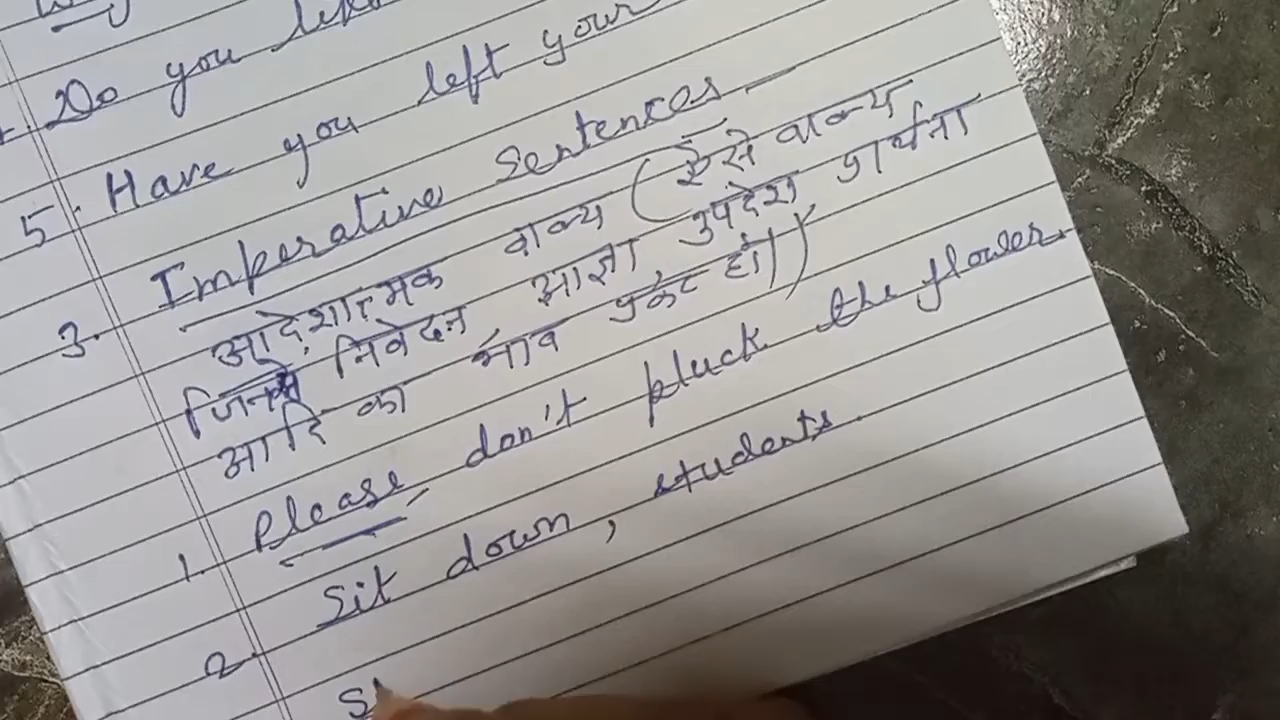 Do you
5. Have you left your
3. Imperative Sentences
आदेशात्मक वाक्य (ऐसे वाक्य
जिनसे निवेदन आज्ञा उपदेश प्रार्थना
आदि का भाव प्रकट हो।)
1. Please, don't pluck the flower.
2. Sit down, students.